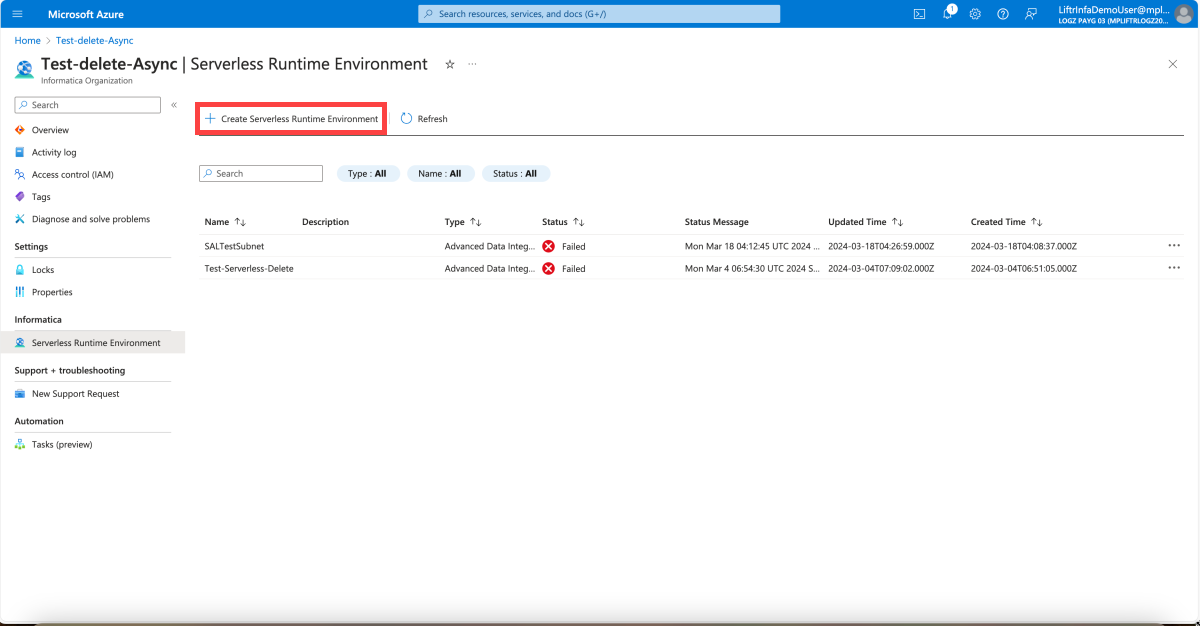 Microsoft Azure
Search resources, services, and docs (G+/)
1
LiftrInfaDemoUser@mpl...
LOGZ PAYG 03 (MPLIFTRLOGZ20...
Home > Test-delete-Async
Test-delete-Async | Serverless Runtime Environment
Informatica Organization
Search
Overview
Activity log
Access control (IAM)
Tags
Diagnose and solve problems
Settings
Locks
Properties
Informatica
Serverless Runtime Environment
Support + troubleshooting
New Support Request
Automation
Tasks (preview)
Create Serverless Runtime Environment Refresh
Search Type : All Name : All Status : All
Name Description Type Status Status Message Updated Time Created Time
SALTestSubnet Advanced Data Integ... Failed Mon Mar 18 04:12:45 UTC 2024 ... 2024-03-18T04:26:59.000Z 2024-03-18T04:08:37.000Z
Test-Serverless-Delete Advanced Data Integ... Failed Mon Mar 4 06:54:30 UTC 2024 S... 2024-03-04T07:09:02.000Z 2024-03-04T06:51:05.000Z